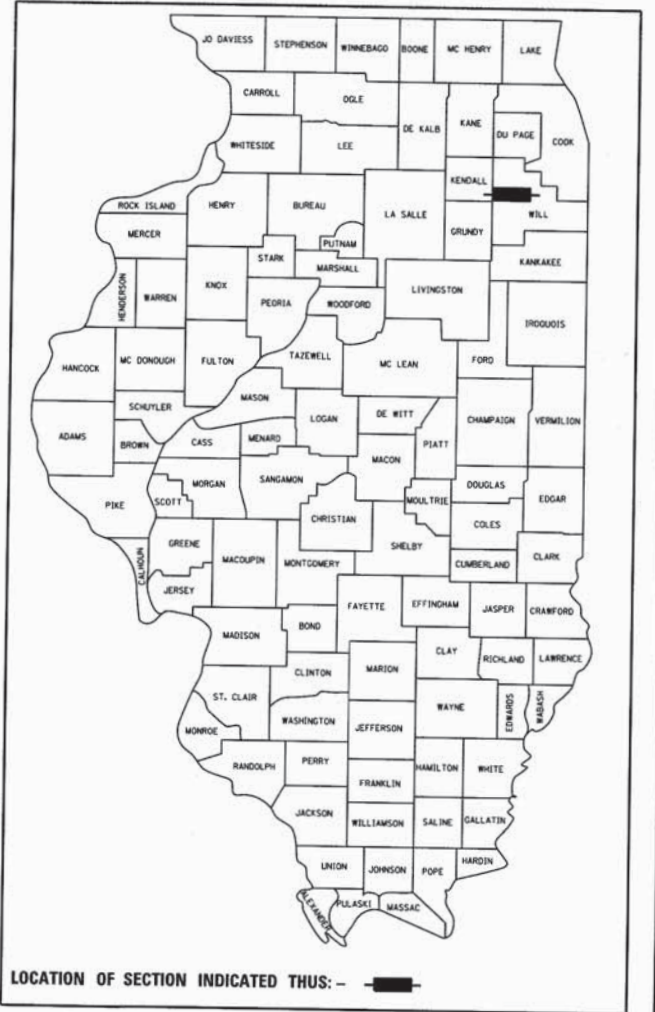 JO DAVIESS STEPHENSON WINNEBAGO BOONE MC HENRY LAKE
CARROLL OGLE DE KALB KANE DU PAGE COOK
WHITESIDE LEE
KENDALL
ROCK ISLAND HENRY BUREAU LA SALLE WILL
MERCER PUTNAM GRUNDY
STARK MARSHALL KANKAKEE
HENDERSON WARREN KNOX PEORIA WOODFORD LIVINGSTON
IROQUOIS
HANCOCK MC DONOUGH FULTON TAZEWELL MC LEAN FORD
MASON
SCHUYLER LOGAN DE WITT CHAMPAIGN VERMILION
ADAMS BROWN CASS MENARD PIATT
MACON
MORGAN SANGAMON DOUGLAS
PIKE SCOTT MOULTRIE EDGAR
CHRISTIAN COLES
GREENE SHELBY
CALHOUN MACOUPIN MONTGOMERY CUMBERLAND CLARK
JERSEY FAYETTE EFFINGHAM JASPER CRAWFORD
MADISON BOND
CLAY RICHLAND LAWRENCE
CLINTON MARION
ST. CLAIR WAYNE EDWARDS WABASH
WASHINGTON JEFFERSON
MONROE
RANDOLPH PERRY HAMILTON WHITE
FRANKLIN
JACKSON WILLIAMSON SALINE GALLATIN
UNION JOHNSON POPE HARDIN
ALEXANDER PULASKI MASSAC
LOCATION OF SECTION INDICATED THUS: -